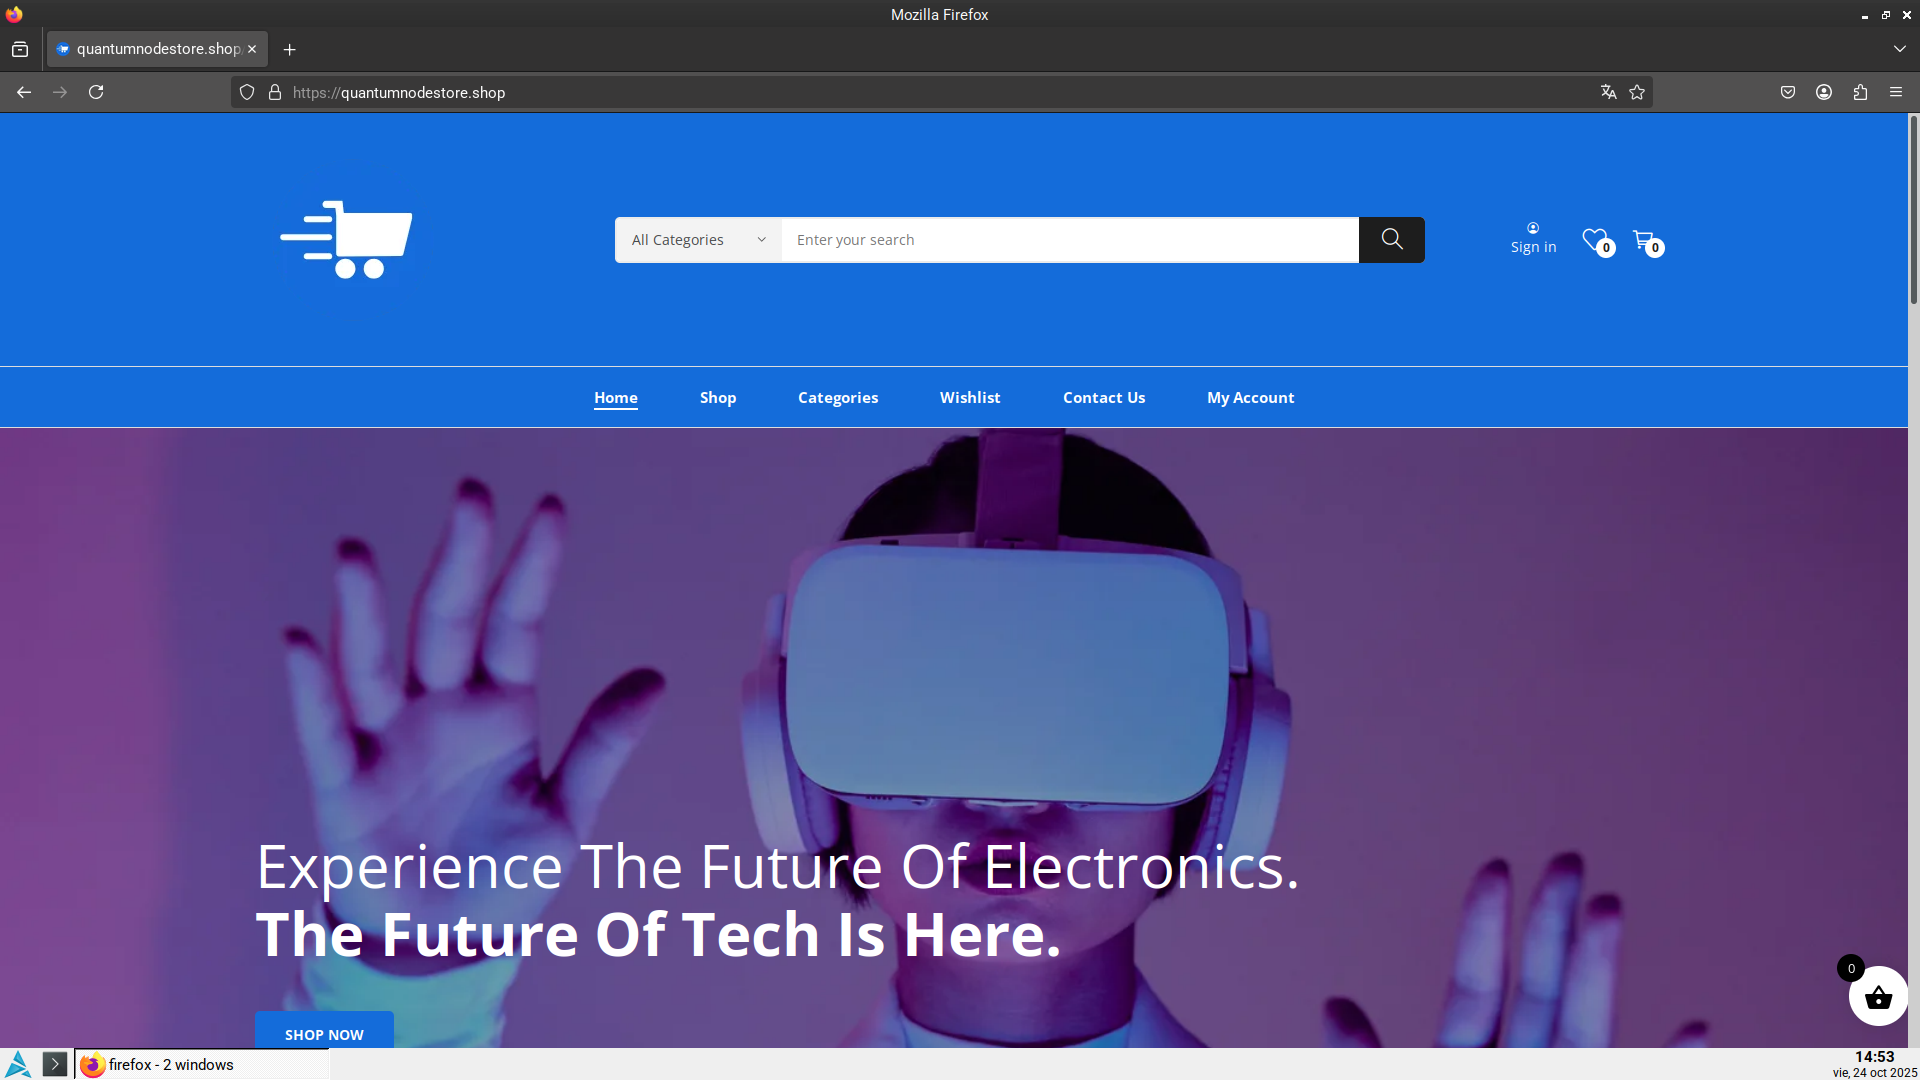 Mozilla Firefox
quantumnodestore.shop
https://quantumnodestore.shop
All Categories
Enter your search
Sign in
0
0
Home
Shop
Categories
Wishlist
Contact Us
My Account
Experience The Future Of Electronics.
The Future Of Tech Is Here.
SHOP NOW
0
firefox - 2 windows
14:53
vie, 24 oct 2025